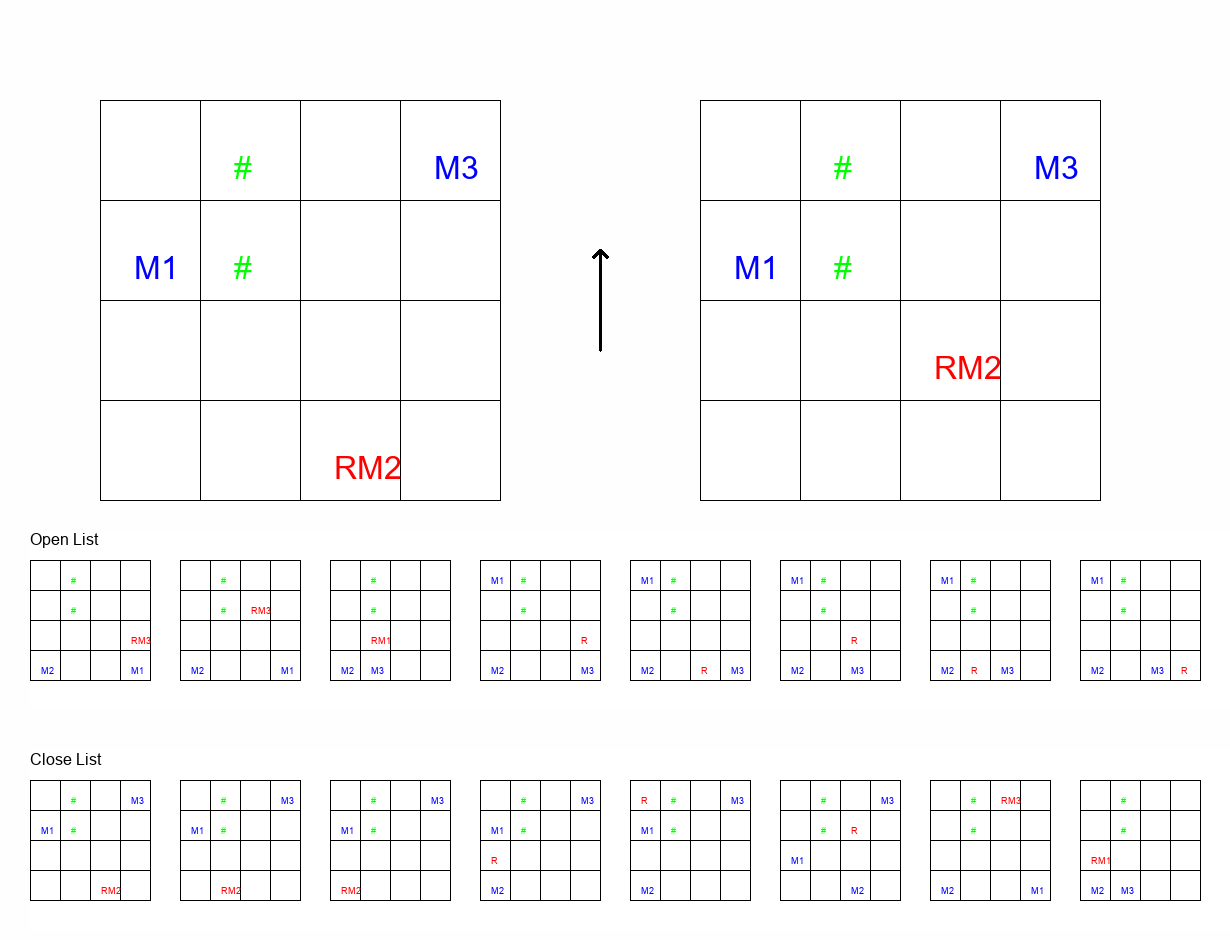 # M3 # M3
M1 # M1 #
RM2
RM2
Open List
# # # M1 # M1 # M1 # M1 # M1 #
# # RM3 # # # # # #
RM3 RM1 R R
M2 M1 M2 M1 M2 M3 M2 M3 M2 R M3 M2 M3 M2 R M3 M2 M3 R
Close List
# M3 # M3 # M3 # M3 R # M3 # M3 # RM3 #
M1 # M1 # M1 # M1 # M1 # # R # #
R M1 RM1
RM2 RM2 RM2 M2 M2 M2 M2 M1 M2 M3